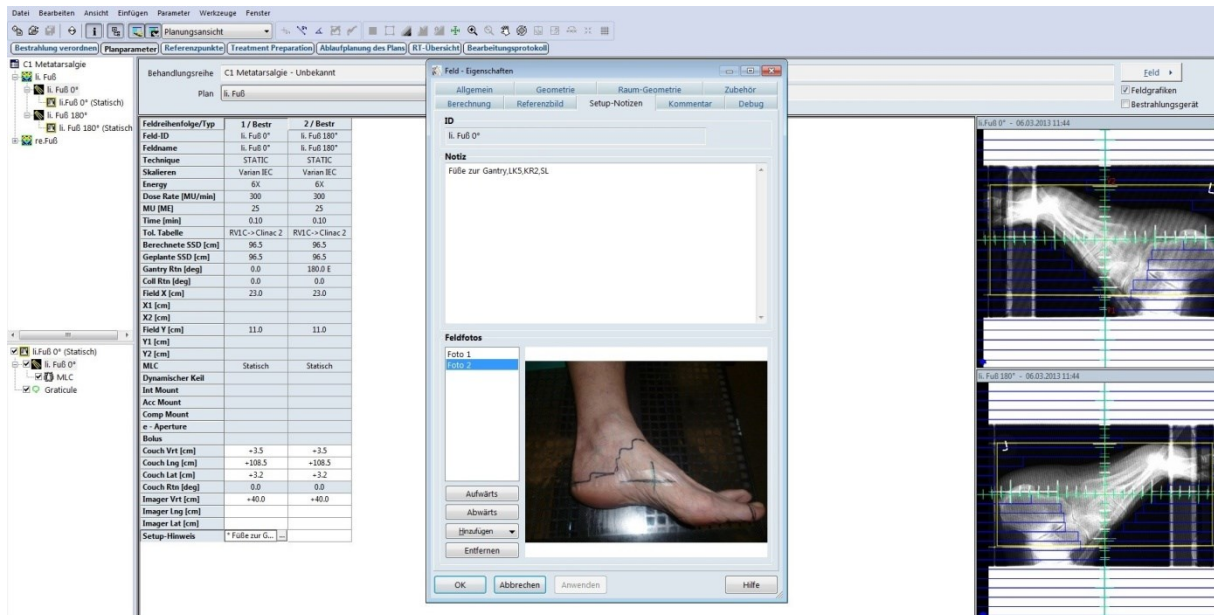 Datei Bearbeiten Ansicht Einfügen Parameter Werkzeuge Fenster
Planungsansicht
Bestrahlung verordnen Planparameter Referenzpunkte Treatment Preparation Ablaufplanung des Plans RT-Übersicht Bearbeitungsprotokoll
C1 Metatarsalgie
li. Fuß
li. Fuß 0°
li.Fuß 0° (Statisch)
li. Fuß 180°
li. Fuß 180° (Statisch
re.Fuß
li.Fuß 0° (Statisch)
li. Fuß 0°
MLC
Graticule
Behandlungsreihe C1 Metatarsalgie - Unbekannt
Plan li. Fuß
Feldreihenfolge/Typ 1 / Bestr 2 / Bestr
Feld-ID li. Fuß 0° li. Fuß 180°
Feldname li. Fuß 0° li. Fuß 180°
Technique STATIC STATIC
Skalieren Varian IEC Varian IEC
Energy 6X 6X
Dose Rate [MU/min] 300 300
MU [ME] 25 25
Time [min] 0.10 0.10
Tol. Tabelle RV1C->Clinac 2 RV1C->Clinac 2
Berechnete SSD [cm] 96.5 96.5
Geplante SSD [cm] 96.5 96.5
Gantry Rtn [deg] 0.0 180.0 E
Coll Rtn [deg] 0.0 0.0
Field X [cm] 23.0 23.0
X1 [cm]
X2 [cm]
Field Y [cm] 11.0 11.0
Y1 [cm]
Y2 [cm]
MLC Statisch Statisch
Dynamischer Keil
Int Mount
Acc Mount
Comp Mount
e - Aperture
Bolus
Couch Vrt [cm] +3.5 +3.5
Couch Lng [cm] +108.5 +108.5
Couch Lat [cm] +3.2 +3.2
Couch Rtn [deg] 0.0 0.0
Imager Vrt [cm] +40.0 +40.0
Imager Lng [cm]
Imager Lat [cm]
Setup-Hinweis * Füße zur G... ...
Feld - Eigenschaften
Allgemein Geometrie Raum-Geometrie Zubehör
Berechnung Referenzbild Setup-Notizen Kommentar Debug
ID
li. Fuß 0°
Notiz
Füße zur Gantry,LK5,KR2,SL
Feldfotos
Foto 1
Foto 2
Aufwärts
Abwärts
Hinzufügen
Entfernen
OK Abbrechen Anwenden Hilfe
Feld
Feldgrafiken
Bestrahlungsgerät
li.Fuß 0° - 06.03.2013 11:44
li. Fuß 180° - 06.03.2013 11:44